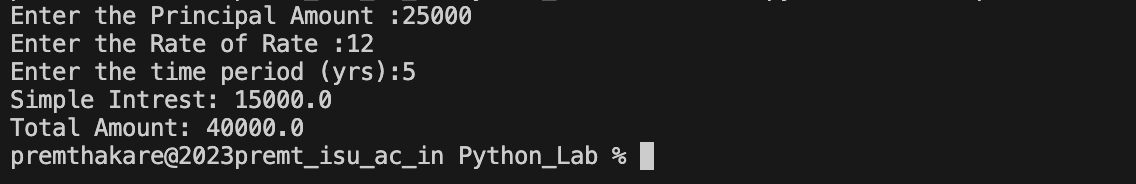 Enter the Principal Amount :25000
Enter the Rate of Rate :12
Enter the time period (yrs):5
Simple Intrest: 15000.0
Total Amount: 40000.0
premthakare@2023premt_isu_ac_in Python_Lab %